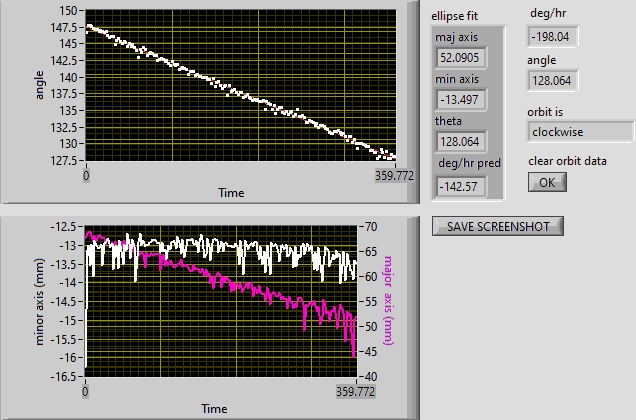 150
147.5
145
142.5
140
137.5
135
132.5
130
127.5
angle
0
359.772
Time
ellipse fit
maj axis
52.0905
min axis
-13.497
theta
128.064
deg/hr pred
-142.57
deg/hr
-198.04
angle
128.064
orbit is
clockwise
clear orbit data
OK
SAVE SCREENSHOT
-12.5
-13
-13.5
-14
-14.5
-15
-15.5
-16
-16.5
minor axis (mm)
70
65
60
55
50
45
40
major axis (mm)
0
359.772
Time